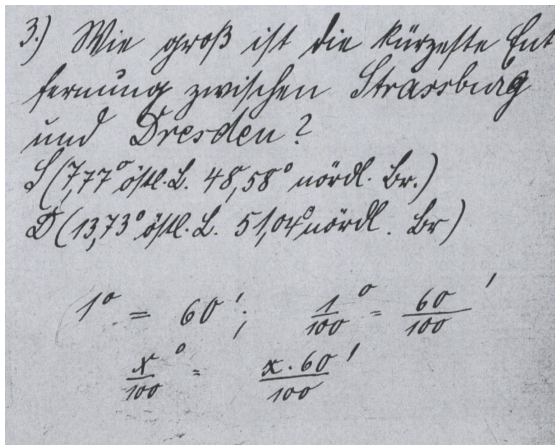 3.) Wie groß ist die kürzeste Ent
fernung zwischen Strassburg
und Dresden?
S (7,77° östl. L. 48,58° nördl. Br.)
D (13,73° östl. L. 51,04° nördl. Br)
1° = 60'; 1/100° = 60/100'
x/100° = x · 60/100'